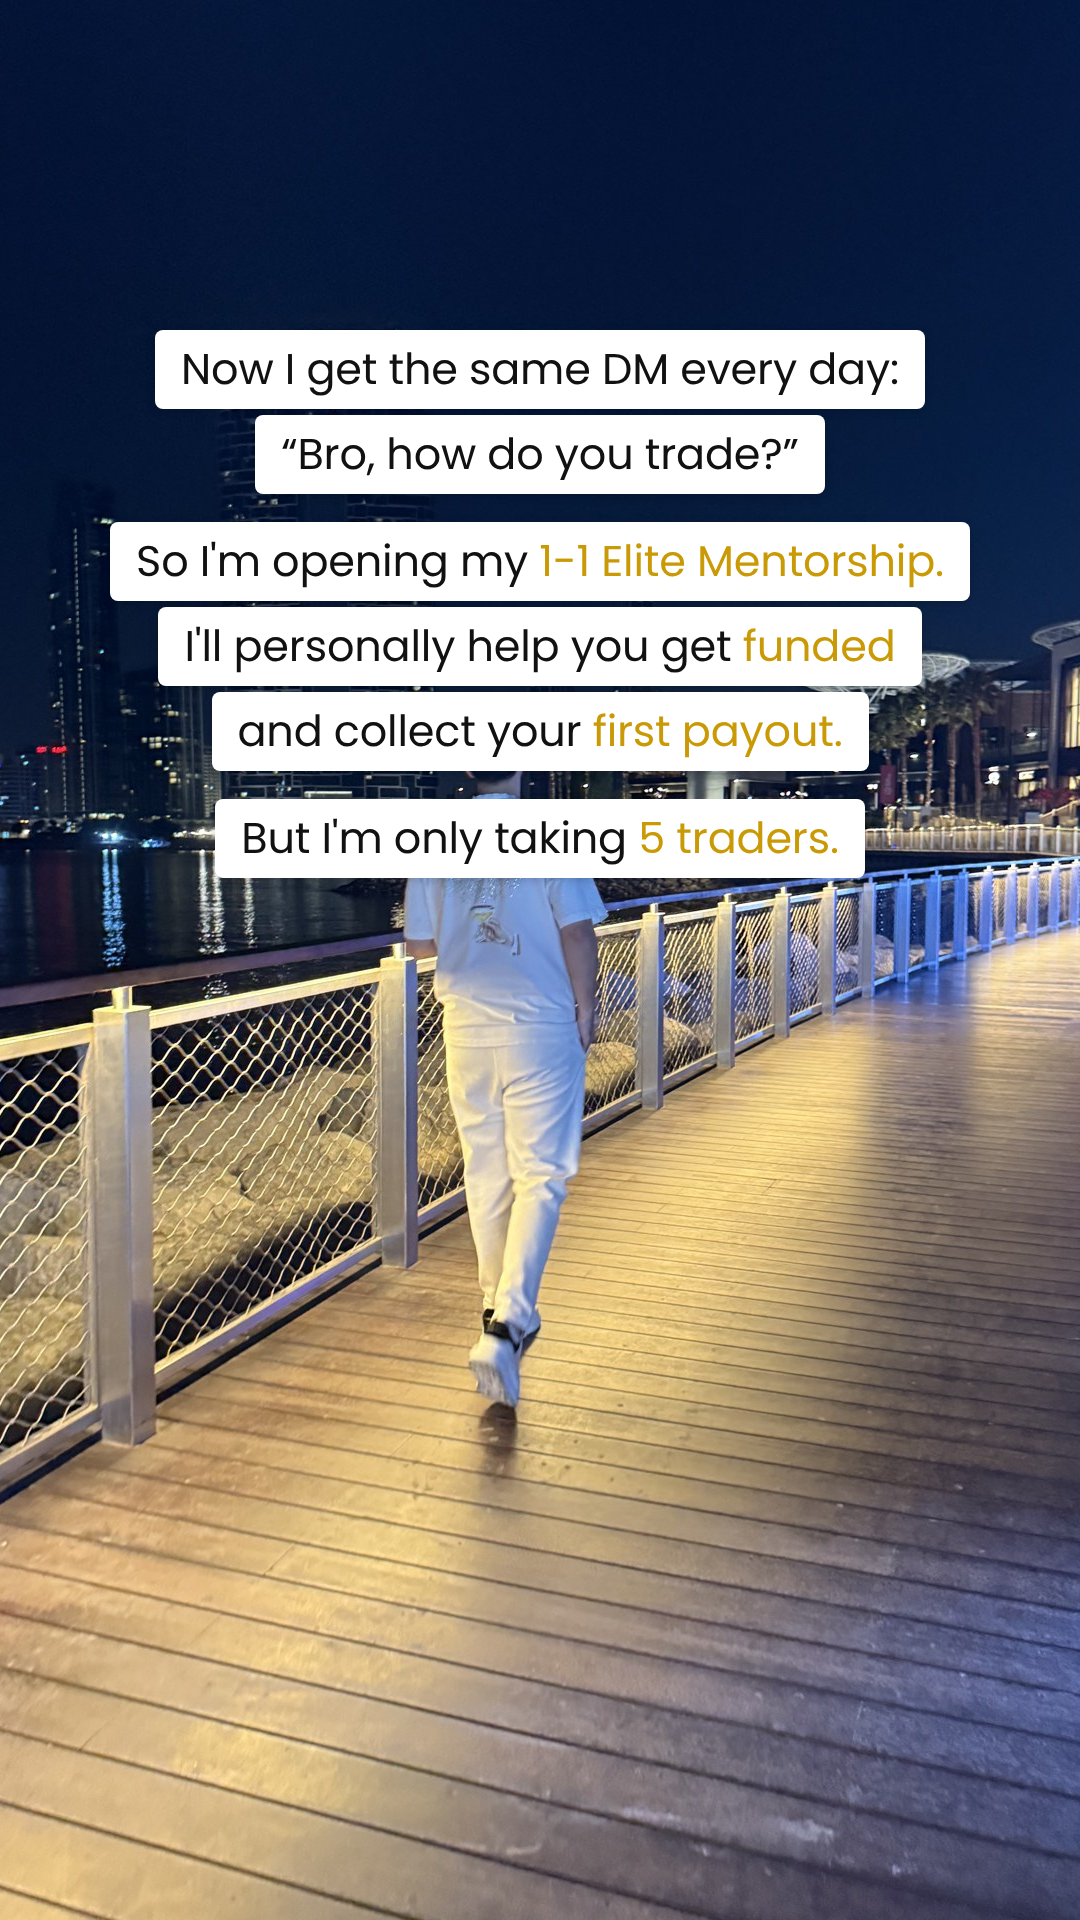 Now I get the same DM every day:
“Bro, how do you trade?”
So I'm opening my 1-1 Elite Mentorship.
I'll personally help you get funded
and collect your first payout.
But I'm only taking 5 traders.